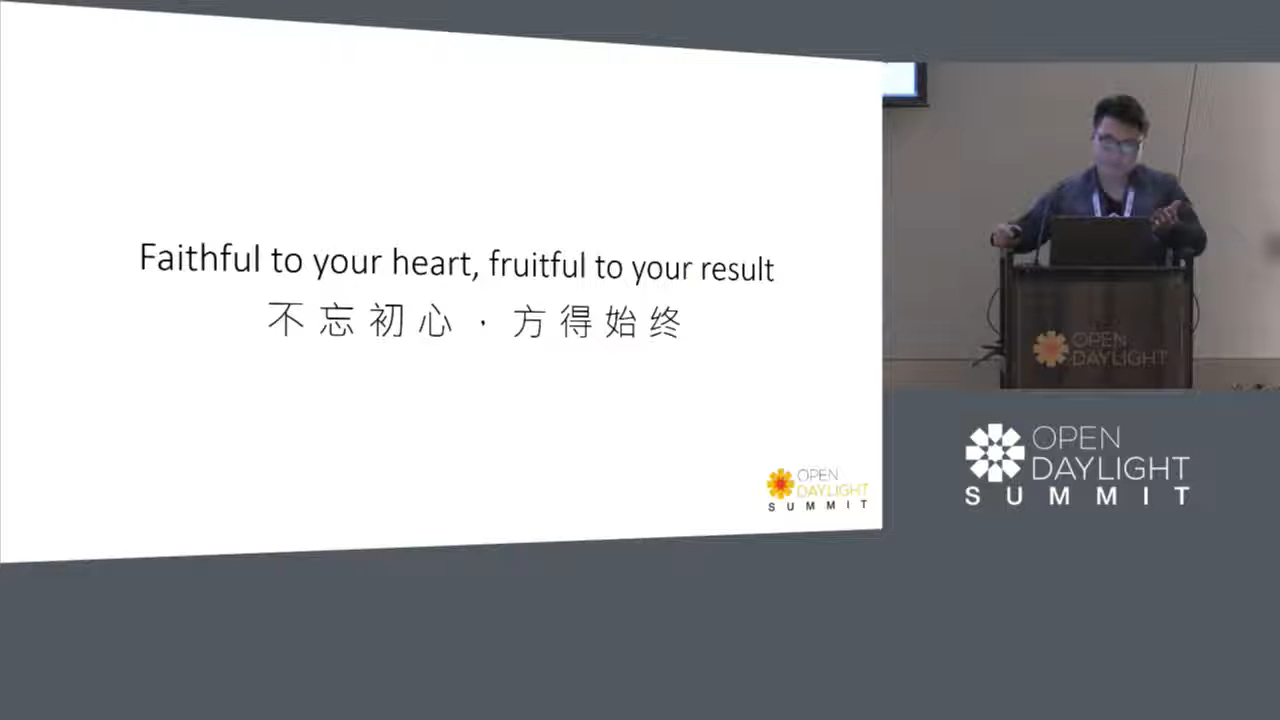 Faithful to your heart, fruitful to your result
不忘初心·方得始终
OPEN
DAYLIGHT
SUMMIT
OPEN
DAYLIGHT
OPEN
DAYLIGHT
SUMMIT